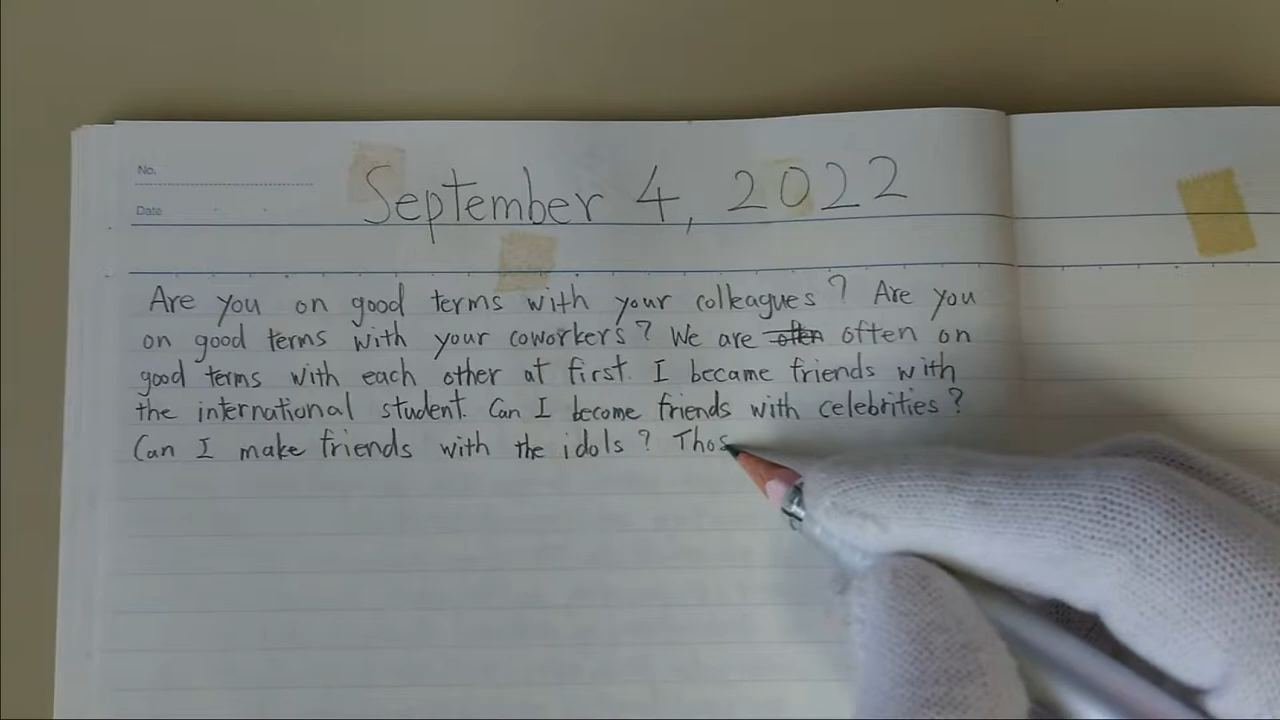 No.
Date
September 4, 2022
Are you on good terms with your colleagues? Are you
on good terms with your coworkers? We are often often on
good terms with each other at first. I became friends with
the international student. Can I become friends with celebrities?
Can I make friends with the idols? Thos